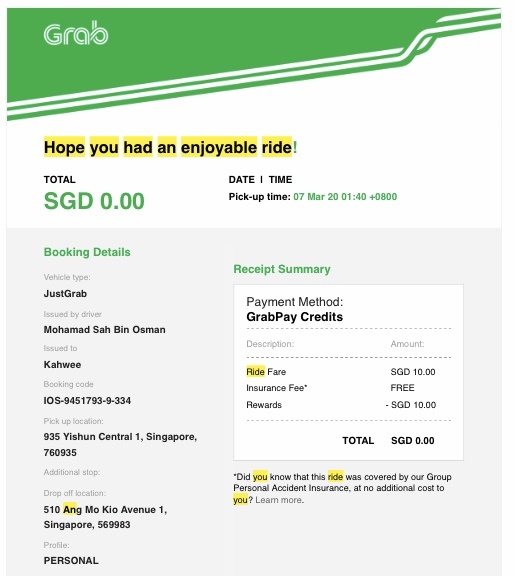 Grab
Hope you had an enjoyable ride!
TOTAL
SGD 0.00
DATE | TIME
Pick-up time: 07 Mar 20 01:40 +0800
Booking Details
Vehicle type:
JustGrab
Issued by driver
Mohamad Sah Bin Osman
Issued to
Kahwee
Booking code
IOS-9451793-9-334
Pick up location:
935 Yishun Central 1, Singapore,
760935
Additional stop:
Drop off location:
510 Ang Mo Kio Avenue 1,
Singapore, 569983
Profile:
PERSONAL
Receipt Summary
Payment Method:
GrabPay Credits
Description: Amount:
Ride Fare SGD 10.00
Insurance Fee* FREE
Rewards - SGD 10.00
TOTAL SGD 0.00
*Did you know that this ride was covered by our Group
Personal Accident Insurance, at no additional cost to
you? Learn more.